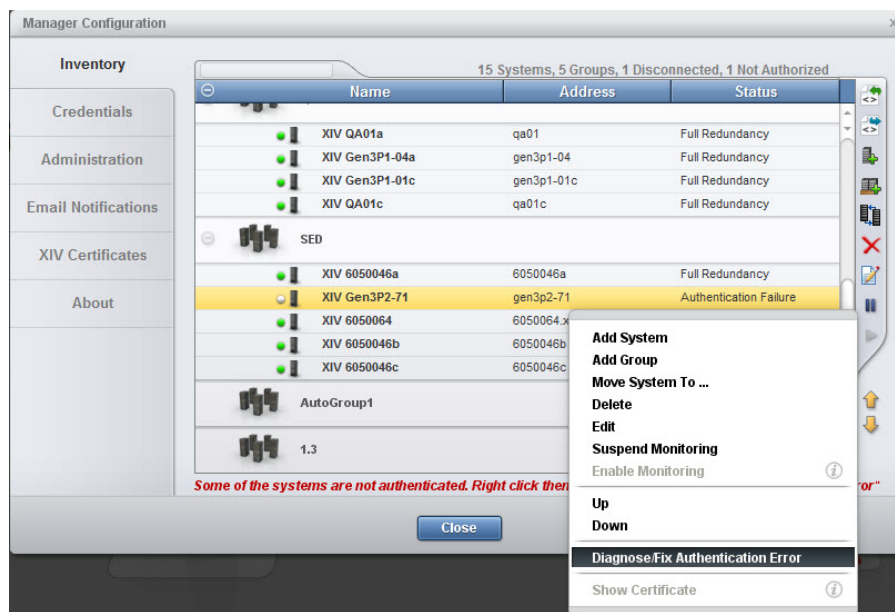 Manager Configuration
x
Inventory
Credentials
Administration
Email Notifications
XIV Certificates
About
15 Systems, 5 Groups, 1 Disconnected, 1 Not Authorized
Name Address Status
XIV QA01a qa01 Full Redundancy
XIV Gen3P1-04a gen3p1-04 Full Redundancy
XIV Gen3P1-01c gen3p1-01c Full Redundancy
XIV QA01c qa01c Full Redundancy
SED
XIV 6050046a 6050046a Full Redundancy
XIV Gen3P2-71 gen3p2-71 Authentication Failure
XIV 6050064 6050064.x
XIV 6050046b 6050046b
XIV 6050046c 6050046c
AutoGroup1
1.3
Some of the systems are not authenticated. Right click then
ror"
Close
Add System
Add Group
Move System To ...
Delete
Edit
Suspend Monitoring
Enable Monitoring
Up
Down
Diagnose/Fix Authentication Error
Show Certificate